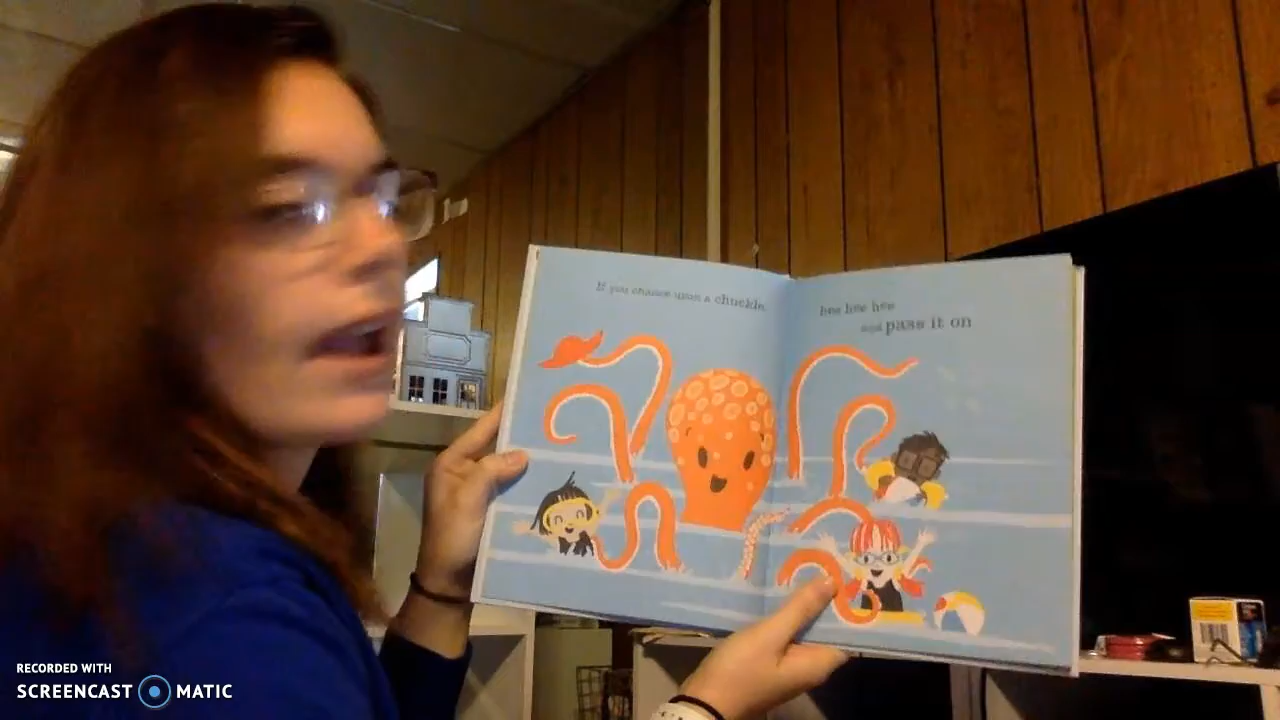 If you chance upon a chuckle,
hee hee hee
and pass it on
RECORDED WITH
SCREENCAST MATIC